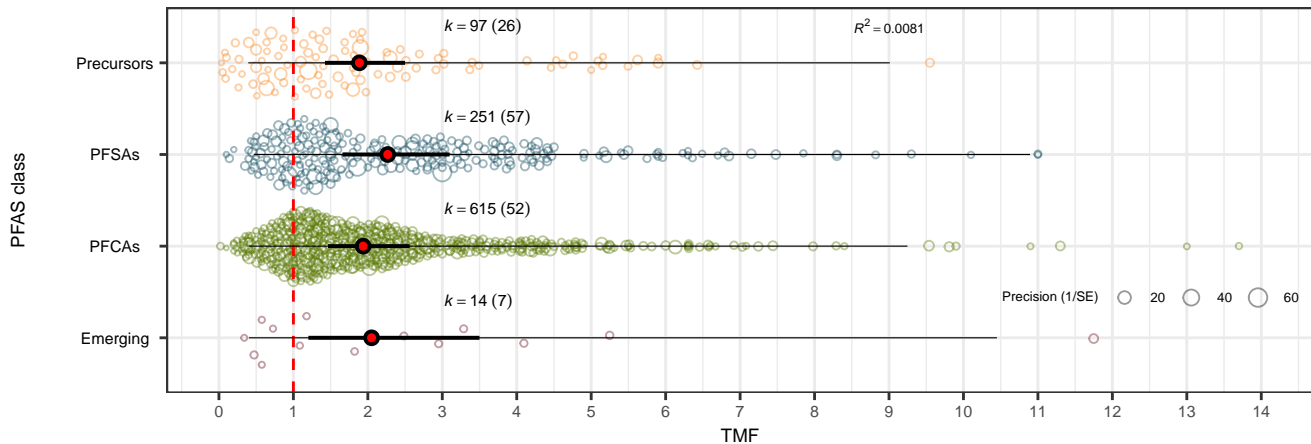 k = 97 (26)
R² = 0.0081
Precursors
k = 251 (57)
PFSAs
k = 615 (52)
PFCAs
k = 14 (7)
Precision (1/SE) 20 40 60
Emerging
PFAS class
0 1 2 3 4 5 6 7 8 9 10 11 12 13 14
TMF